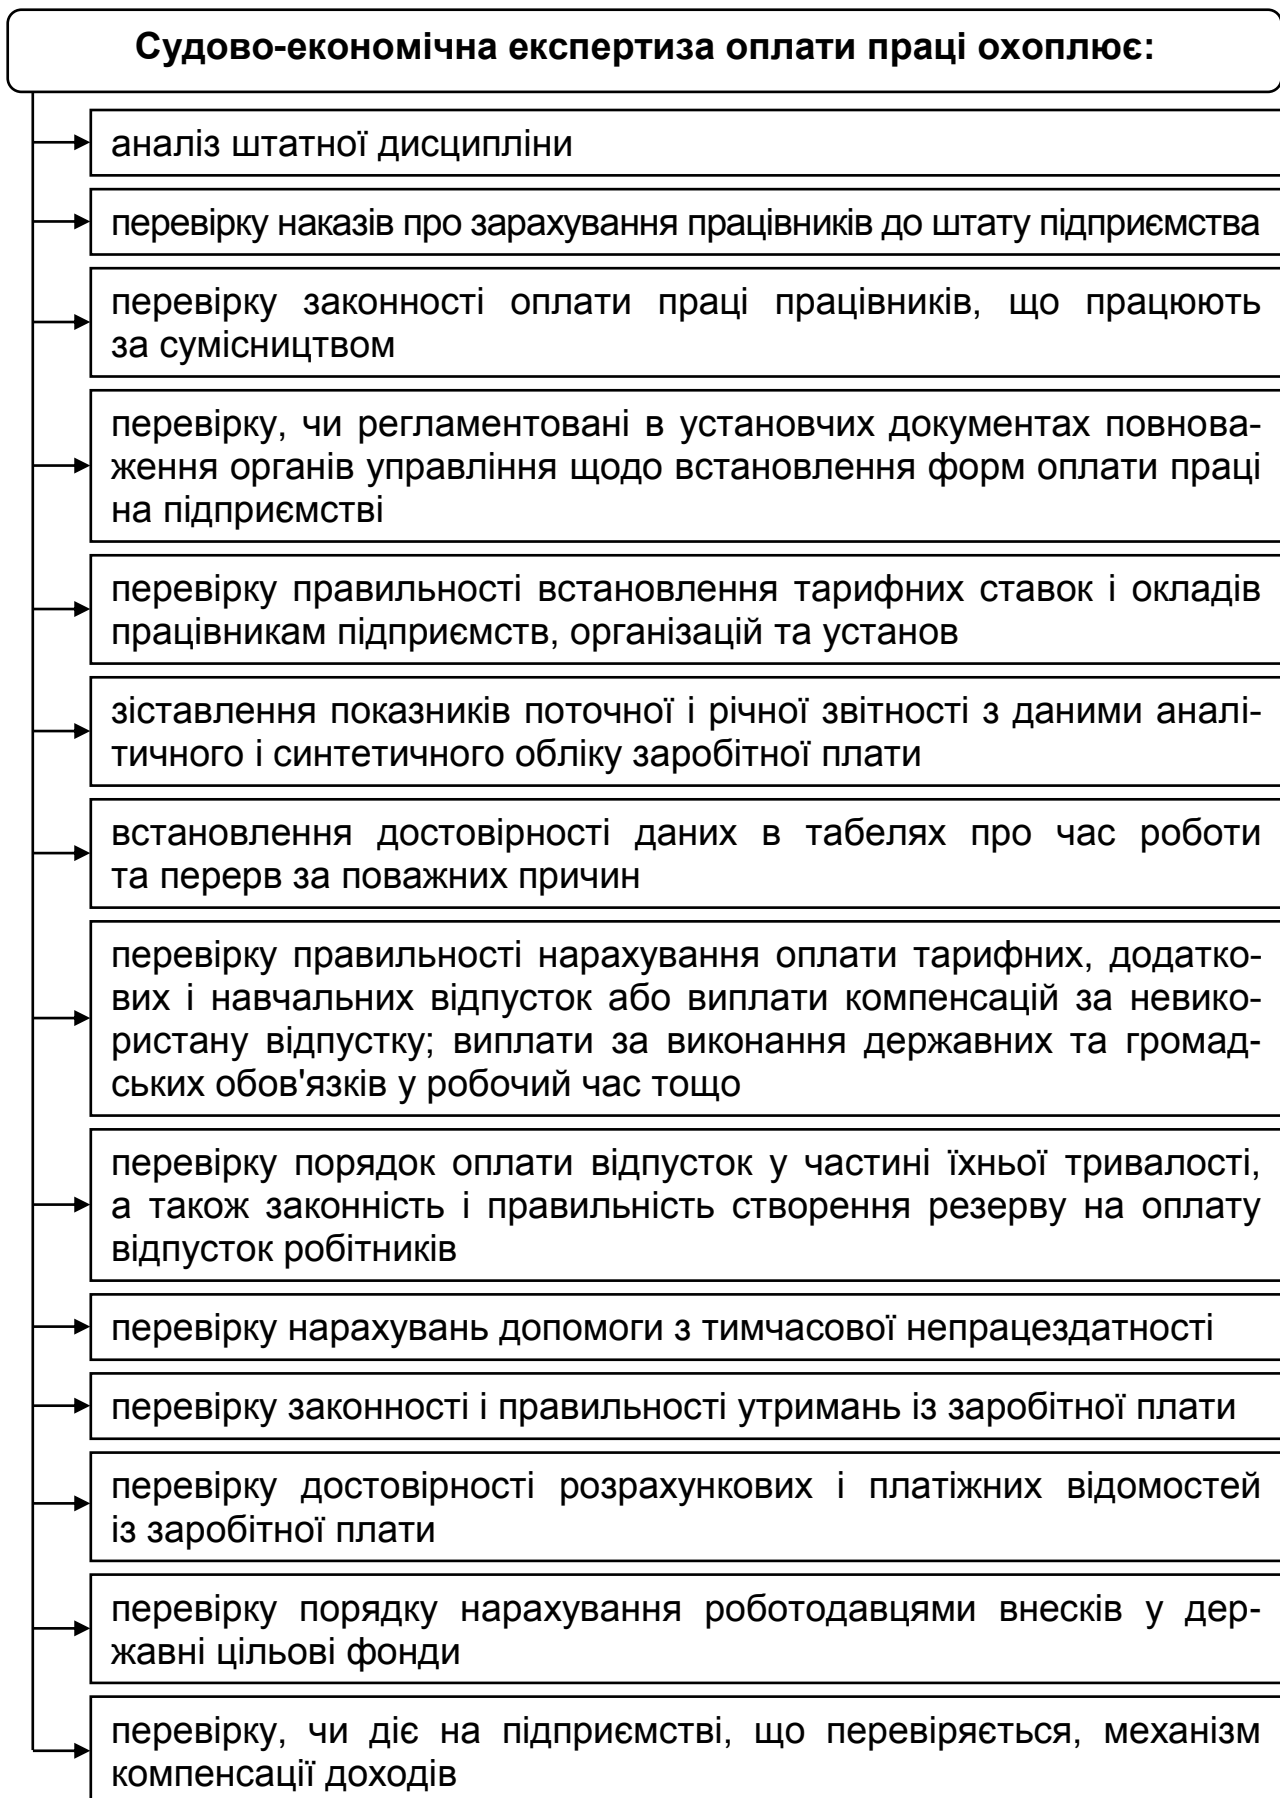 Судово-економічна експертиза оплати праці охоплює:
аналіз штатної дисципліни
перевірку наказів про зарахування працівників до штату підприємства
перевірку законності оплати праці працівників, що працюють
за сумісництвом
перевірку, чи регламентовані в установчих документах повнова-
ження органів управління щодо встановлення форм оплати праці
на підприємстві
перевірку правильності встановлення тарифних ставок і окладів
працівникам підприємств, організацій та установ
зіставлення показників поточної і річної звітності з даними аналі-
тичного і синтетичного обліку заробітної плати
встановлення достовірності даних в табелях про час роботи
та перерв за поважних причин
перевірку правильності нарахування оплати тарифних, додатко-
вих і навчальних відпусток або виплати компенсацій за невико-
ристану відпустку; виплати за виконання державних та громад-
ських обов'язків у робочий час тощо
перевірку порядок оплати відпусток у частині їхньої тривалості,
а також законність і правильність створення резерву на оплату
відпусток робітників
перевірку нарахувань допомоги з тимчасової непрацездатності
перевірку законності і правильності утримань із заробітної плати
перевірку достовірності розрахункових і платіжних відомостей
із заробітної плати
перевірку порядку нарахування роботодавцями внесків у дер-
жавні цільові фонди
перевірку, чи діє на підприємстві, що перевіряється, механізм
компенсації доходів